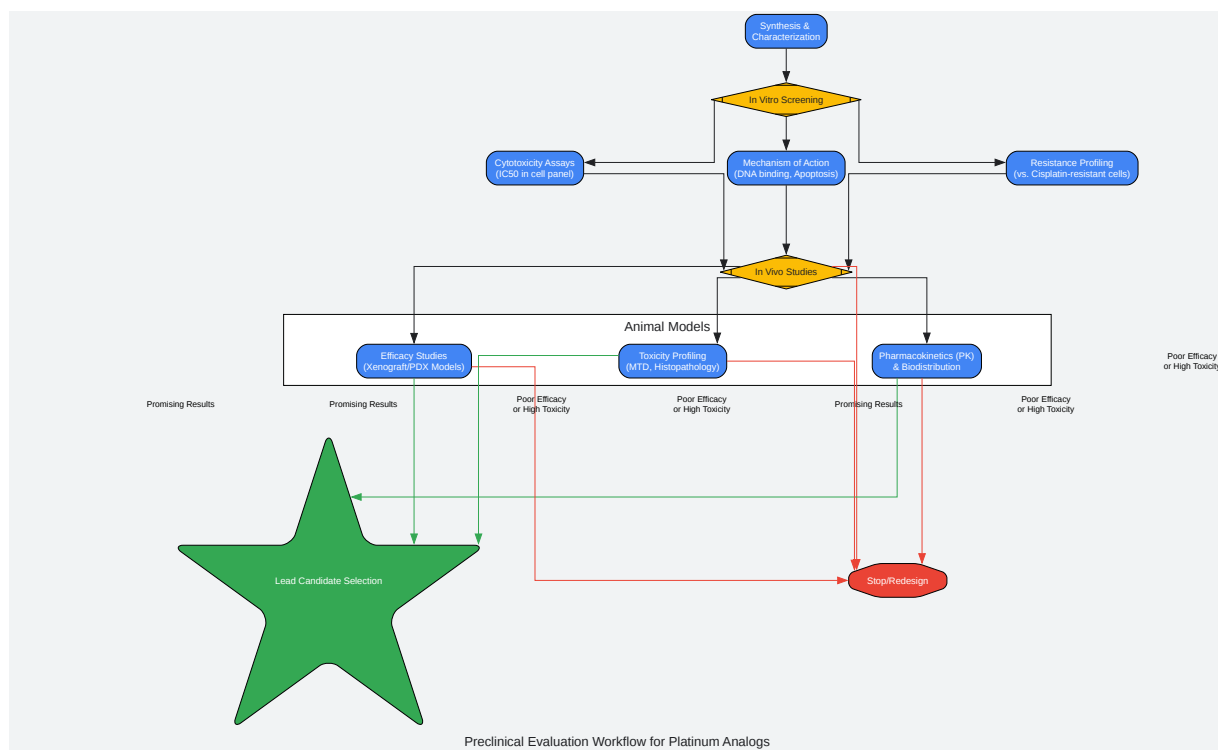 Synthesis &
Characterization
In Vitro Screening
Cytotoxicity Assays
(IC50 in cell panel)
Mechanism of Action
(DNA binding, Apoptosis)
Resistance Profiling
(vs. Cisplatin-resistant cells)
In Vivo Studies
Animal Models
Efficacy Studies
(Xenograft/PDX Models)
Toxicity Profiling
(MTD, Histopathology)
Pharmacokinetics (PK)
& Biodistribution
Poor Efficacy
or High Toxicity
Promising Results
Promising Results
Poor Efficacy
or High Toxicity
Poor Efficacy
or High Toxicity
Promising Results
Poor Efficacy
or High Toxicity
Lead Candidate Selection
Stop/Redesign
Preclinical Evaluation Workflow for Platinum Analogs